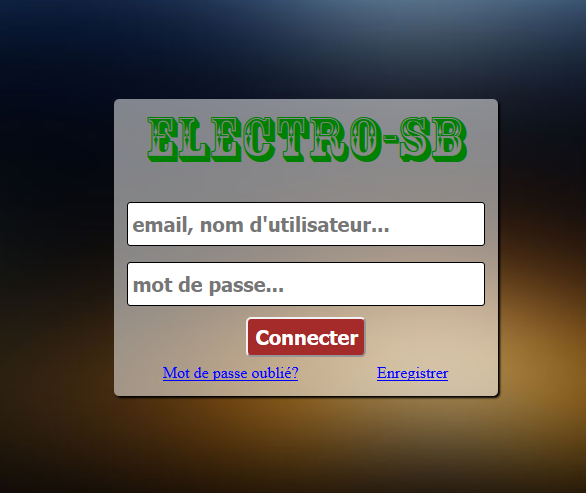 ELECTRO-SB
email, nom d'utilisateur...
mot de passe...
Connecter
Mot de passe oublié? Enregistrer